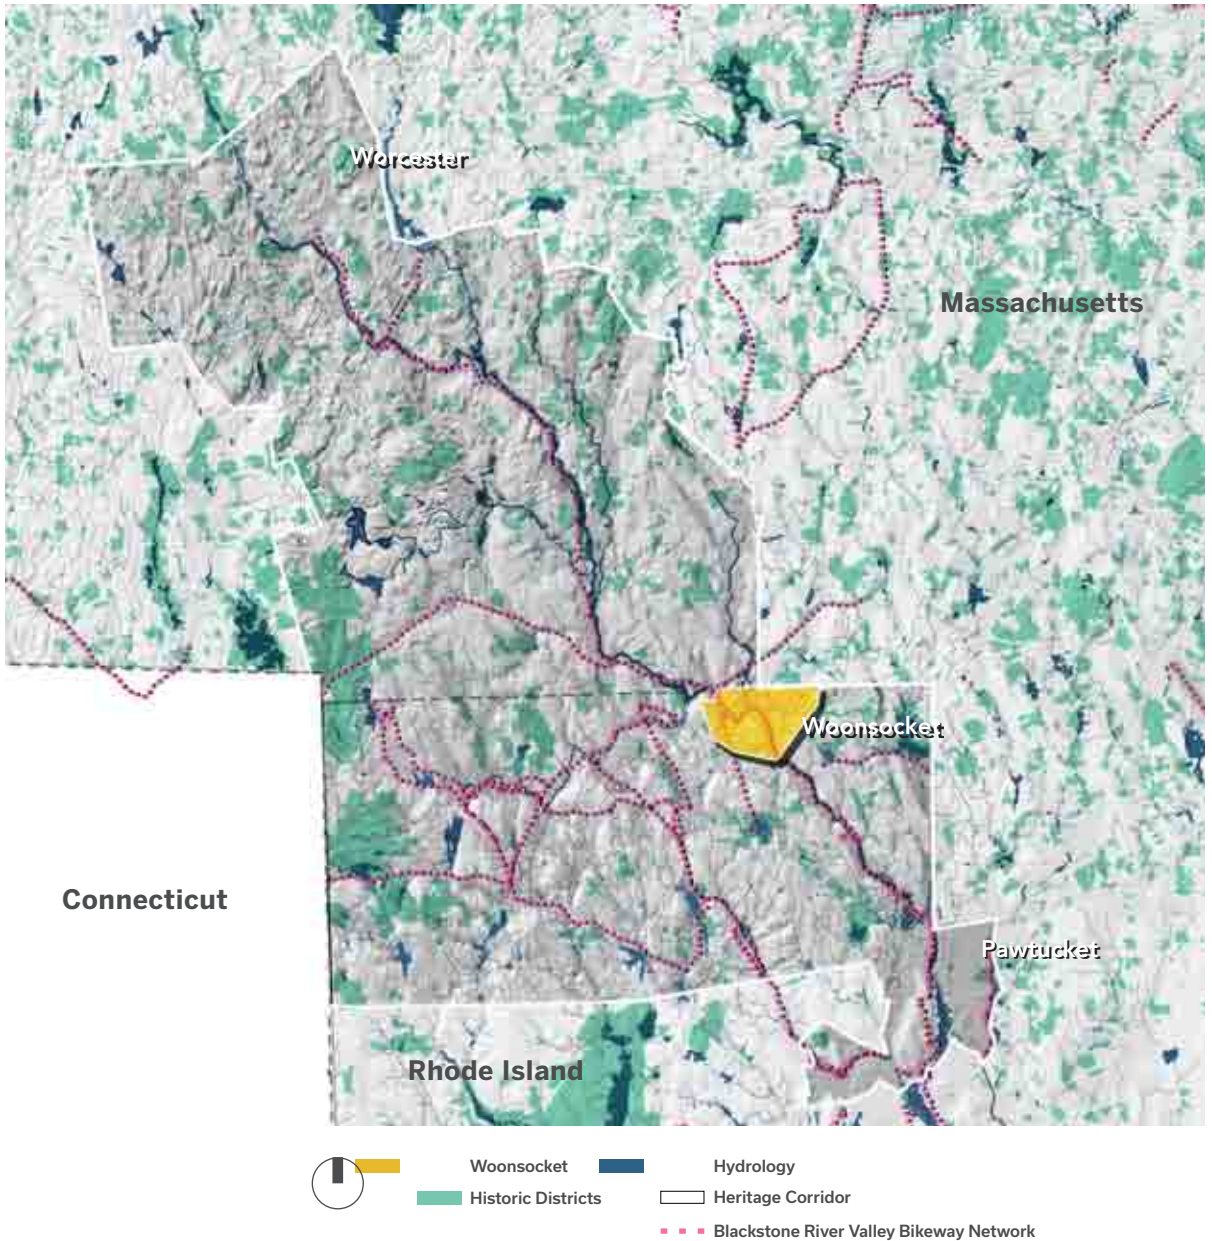 Worcester
Massachusetts
Woonsocket
Connecticut
Pawtucket
Rhode Island
Woonsocket
Hydrology
Historic Districts
Heritage Corridor
Blackstone River Valley Bikeway Network